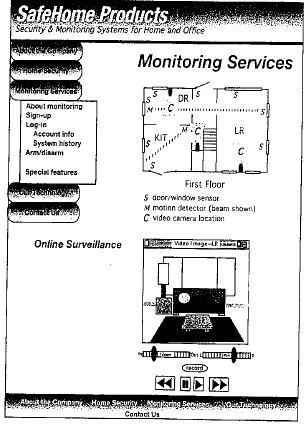 SafeHome Products
Security & Monitoring Systems for Home and Office
About the Company
Home Security
Monitoring Services
About monitoring
Sign-up
Log-in
Account info
System history
Arm/disarm
Special features
Our Technology
Contact Us
Monitoring Services
S
S
DR
M
C
S
M
KIT
C
LR
S
S
C
S
S
First Floor
S door/window sensor
M motion detector (beam shown)
C video camera location
Online Surveillance
Video Image—LR
record
About the Company Home Security Monitoring Services Our Technology
Contact Us